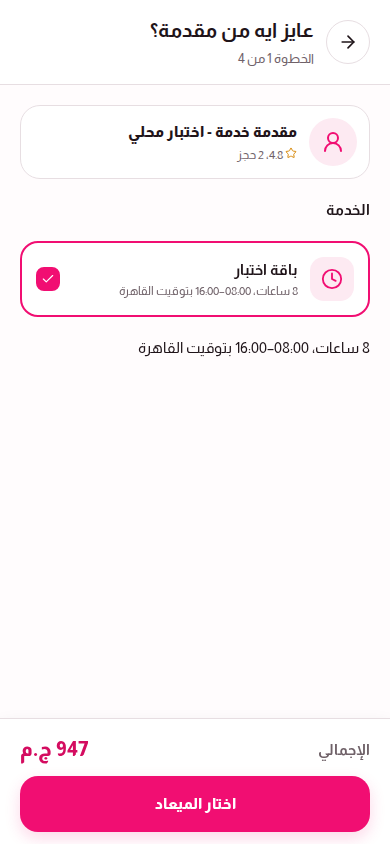 عايز ايه من مقدمة؟
الخطوة 1 من 4
مقدمة خدمة - اختبار محلي
4.8، 2 حجز
الخدمة
باقة اختبار
8 ساعات، 08:00–16:00 بتوقيت القاهرة
8 ساعات، 08:00–16:00 بتوقيت القاهرة
الإجمالي
947 ج.م
اختار الميعاد